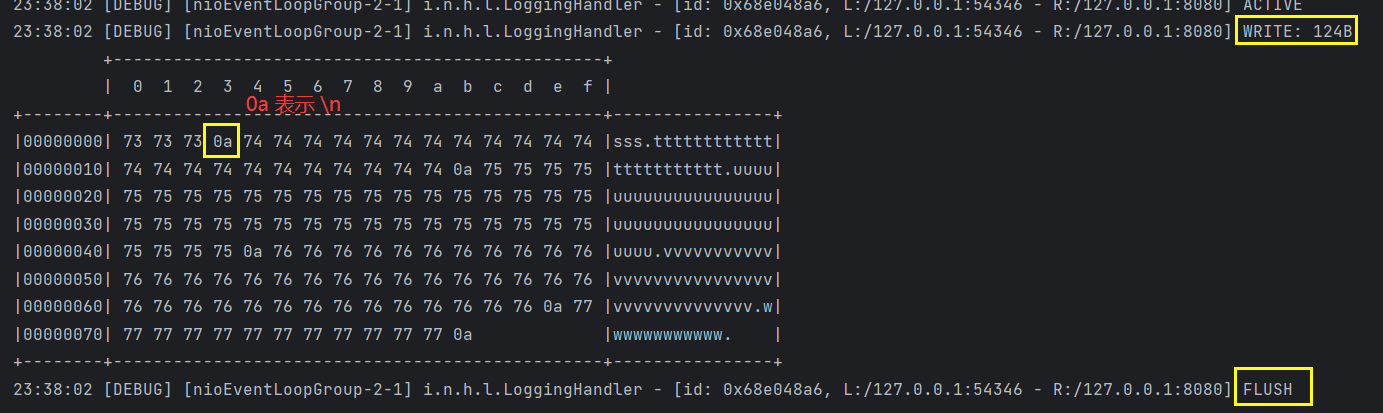 23:38:02 [DEBUG] [nioEventLoopGroup-2-1] i.n.h.l.LoggingHandler - [id: 0x68e048a6, L:/127.0.0.1:54346 - R:/127.0.0.1:8080] ACTIVE
23:38:02 [DEBUG] [nioEventLoopGroup-2-1] i.n.h.l.LoggingHandler - [id: 0x68e048a6, L:/127.0.0.1:54346 - R:/127.0.0.1:8080] WRITE: 124B
         +-------------------------------------------------+
         |  0  1  2  3  4  5  6  7  8  9  a  b  c  d  e  f |
0a 表示 \n
+--------+-------------------------------------------------+----------------+
|00000000| 73 73 73 0a 74 74 74 74 74 74 74 74 74 74 74 74 |sss.tttttttttttt|
|00000010| 74 74 74 74 74 74 74 74 74 74 74 0a 75 75 75 75 |ttttttttttt.uuuu|
|00000020| 75 75 75 75 75 75 75 75 75 75 75 75 75 75 75 75 |uuuuuuuuuuuuuuuu|
|00000030| 75 75 75 75 75 75 75 75 75 75 75 75 75 75 75 75 |uuuuuuuuuuuuuuuu|
|00000040| 75 75 75 75 0a 76 76 76 76 76 76 76 76 76 76 76 |uuuu.vvvvvvvvvvv|
|00000050| 76 76 76 76 76 76 76 76 76 76 76 76 76 76 76 76 |vvvvvvvvvvvvvvvv|
|00000060| 76 76 76 76 76 76 76 76 76 76 76 76 76 76 0a 77 |vvvvvvvvvvvvvv.w|
|00000070| 77 77 77 77 77 77 77 77 77 77 77 0a             |wwwwwwwwwww.    |
+--------+-------------------------------------------------+----------------+
23:38:02 [DEBUG] [nioEventLoopGroup-2-1] i.n.h.l.LoggingHandler - [id: 0x68e048a6, L:/127.0.0.1:54346 - R:/127.0.0.1:8080] FLUSH